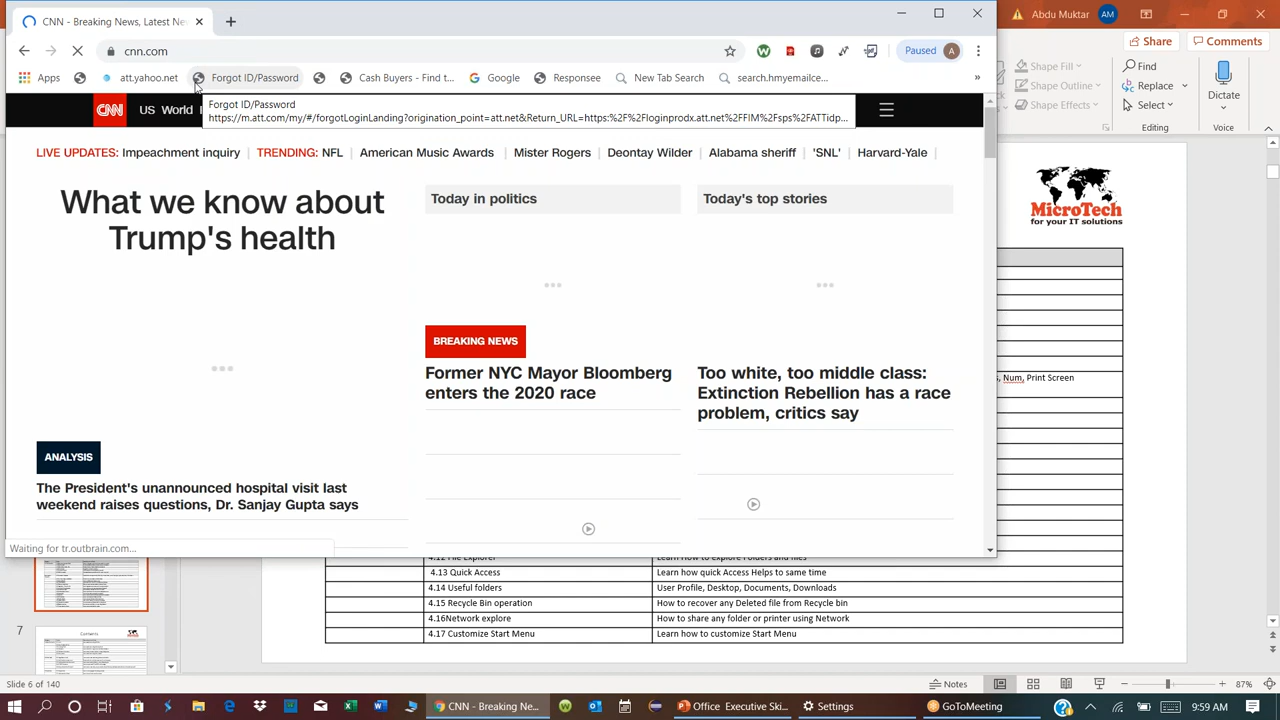 CNN - Breaking News, Latest Ne
Abdu Muktar AM
cnn.com
Paused A
Share Comments
Apps att.yahoo.net Forgot ID/Password Cash Buyers - Find t... Google Responsee New Tab Search search.hmyemailce... »
Shape Fill
Shape Outline
Shape Effects
Find
Replace
Select
Editing
Dictate
Voice
Forgot ID/Password
https://m.att.com/my/#/forgotLoginLanding?origination_point=att.net&Return_URL=https:%2F%2Floginprodx.att.net%2FFIM%2Fsps%2FATTidp...
CNN US World
LIVE UPDATES: Impeachment inquiry TRENDING: NFL American Music Awards Mister Rogers Deontay Wilder Alabama sheriff 'SNL' Harvard-Yale
What we know about
Trump's health
Today in politics
Today's top stories
BREAKING NEWS
Former NYC Mayor Bloomberg
enters the 2020 race
Too white, too middle class:
Extinction Rebellion has a race
problem, critics say
ANALYSIS
The President's unannounced hospital visit last
weekend raises questions, Dr. Sanjay Gupta says
Waiting for tr.outbrain.com...
MicroTech
for your IT solutions
, Num, Print Screen
4.12 File Explorer Learn How to Explore Folders and files
4.13 Quick Access Learn how quick Access Helps to same time
4.14 Useful folders User Profile, Desktop, Documents, Downloads
4.15 Recycle Bin operation How to recover any Deleted file from Recycle bin
4.16Network explore How to share any folder or printer using Network
4.17 Customize Start Menu Learn how to customize Start Menu
7
Contents
Slide 6 of 140
Notes
87%
CNN - Breaking Ne...
Office Executive Ski...
Settings
GoToMeeting
9:59 AM